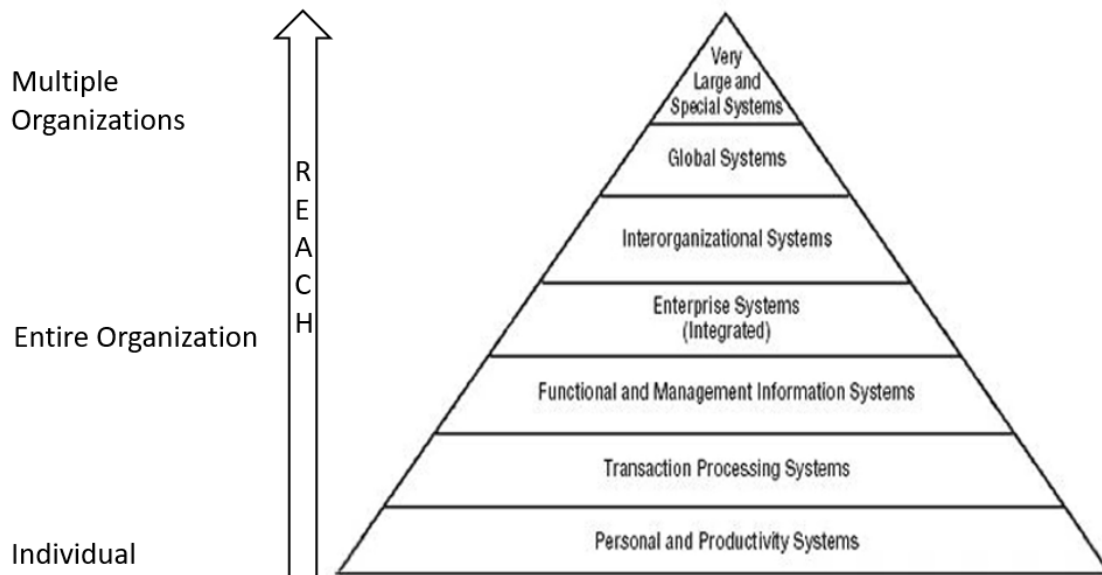 Multiple
Organizations
Entire Organization
Individual
R
E
A
C
H
Very
Large and
Special Systems
Global Systems
Interorganizational Systems
Enterprise Systems
(Integrated)
Functional and Management Information Systems
Transaction Processing Systems
Personal and Productivity Systems